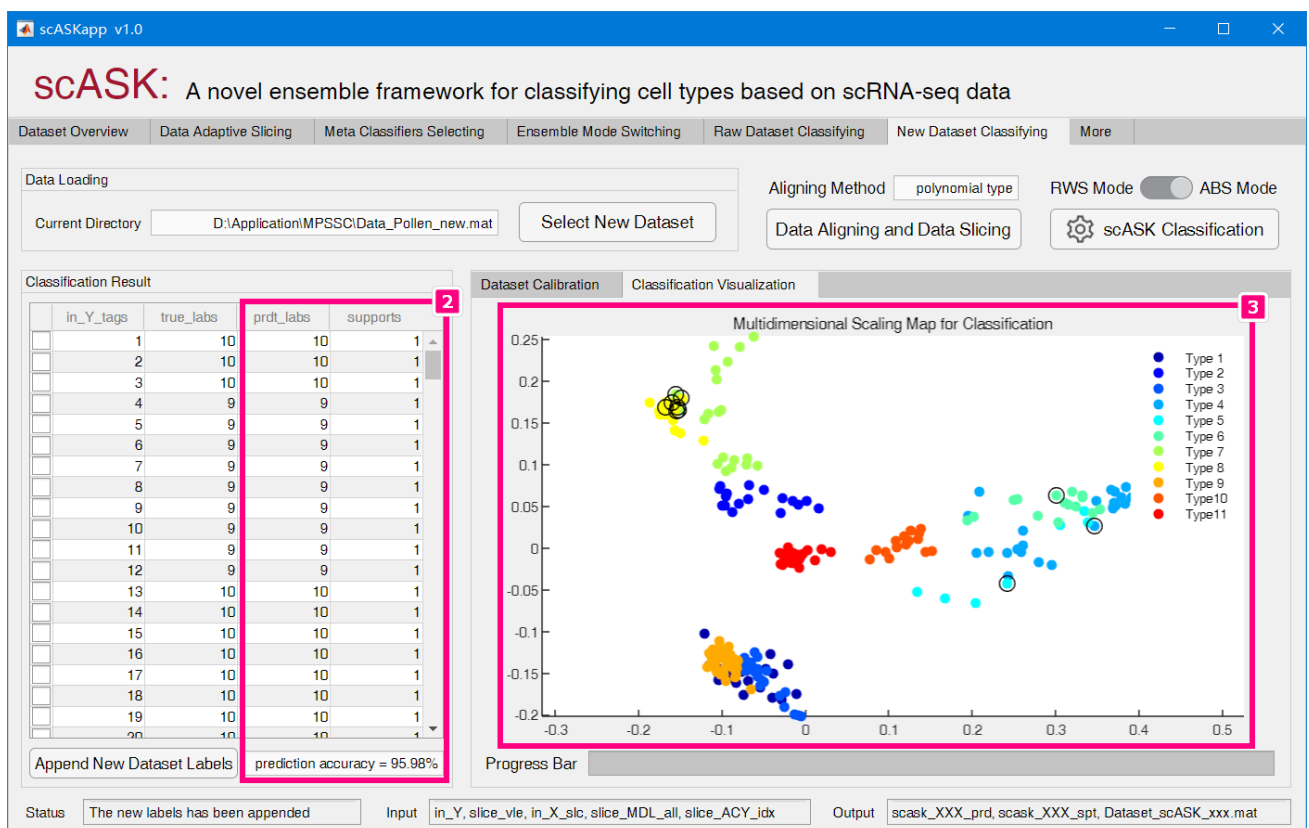 scASKapp v1.0
scASK: A novel ensemble framework for classifying cell types based on scRNA-seq data
Dataset Overview Data Adaptive Slicing Meta Classifiers Selecting Ensemble Mode Switching Raw Dataset Classifying New Dataset Classifying More
Data Loading
Current Directory D:\Application\MPSSC\Data_Pollen_new.mat Select New Dataset
Aligning Method polynomial type RWS Mode ABS Mode
Data Aligning and Data Slicing scASK Classification
Classification Result
2
in_Y_tags true_labs prdt_labs supports
1 10 10 1
2 10 10 1
3 10 10 1
4 9 9 1
5 9 9 1
6 9 9 1
7 9 9 1
8 9 9 1
9 9 9 1
10 9 9 1
11 9 9 1
12 9 9 1
13 10 10 1
14 10 10 1
15 10 10 1
16 10 10 1
17 10 10 1
18 10 10 1
19 10 10 1
20 10 10 1
Append New Dataset Labels prediction accuracy = 95.98%
Dataset Calibration Classification Visualization
3
Multidimensional Scaling Map for Classification
0.25
0.2
0.15
0.1
0.05
0
-0.05
-0.1
-0.15
-0.2
-0.3 -0.2 -0.1 0 0.1 0.2 0.3 0.4 0.5
Type 1
Type 2
Type 3
Type 4
Type 5
Type 6
Type 7
Type 8
Type 9
Type10
Type11
Progress Bar
Status The new labels has been appended Input in_Y, slice_vle, in_X_slc, slice_MDL_all, slice_ACY_idx Output scask_XXX_prd, scask_XXX_spt, Dataset_scASK_xxx.mat